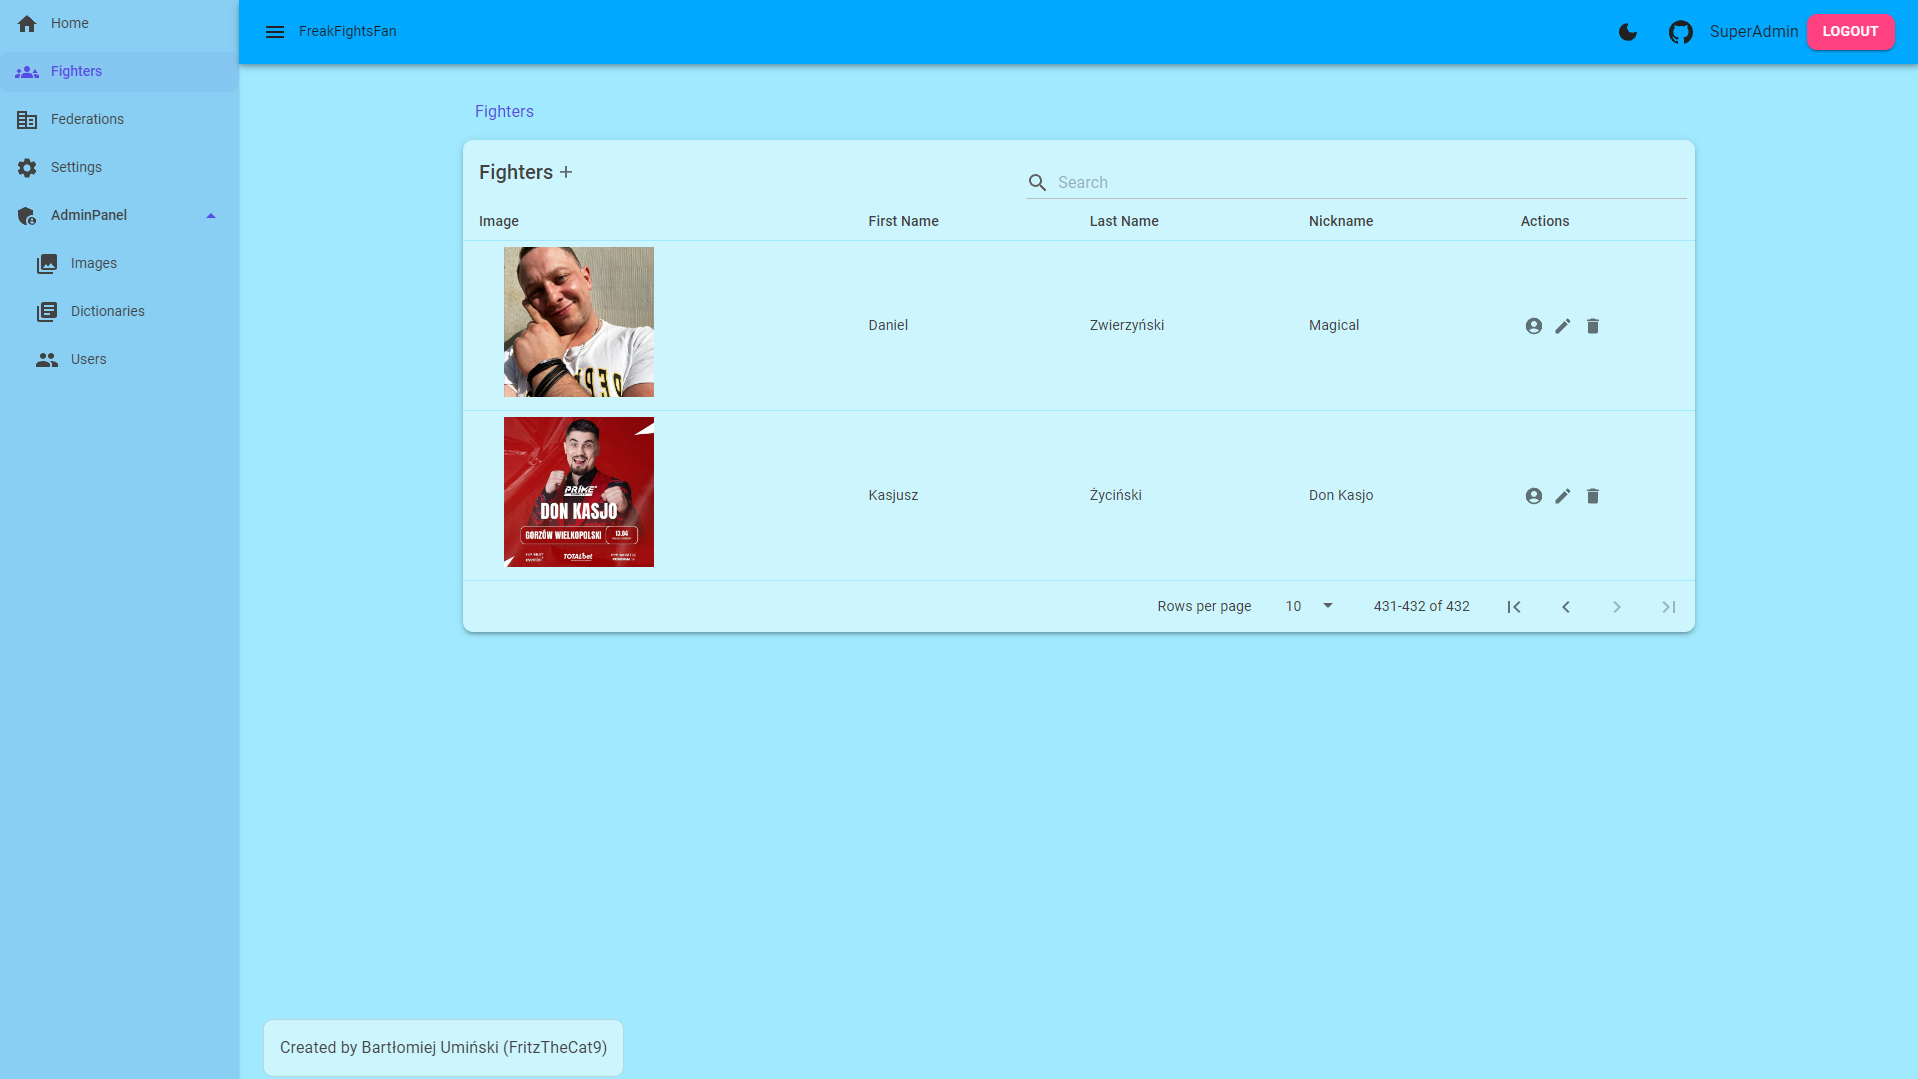 Home
FreakFightsFan
SuperAdmin
LOGOUT
Fighters
Federations
Settings
AdminPanel
Images
Dictionaries
Users
Fighters
Fighters
Search
Image First Name Last Name Nickname Actions
Daniel Zwierzyński Magical
PRIME
DON KASJO
GORZÓW WIELKOPOLSKI 13.04
TOTALbet
Kasjusz Życiński Don Kasjo
Rows per page 10 431-432 of 432
Created by Bartłomiej Umiński (FritzTheCat9)